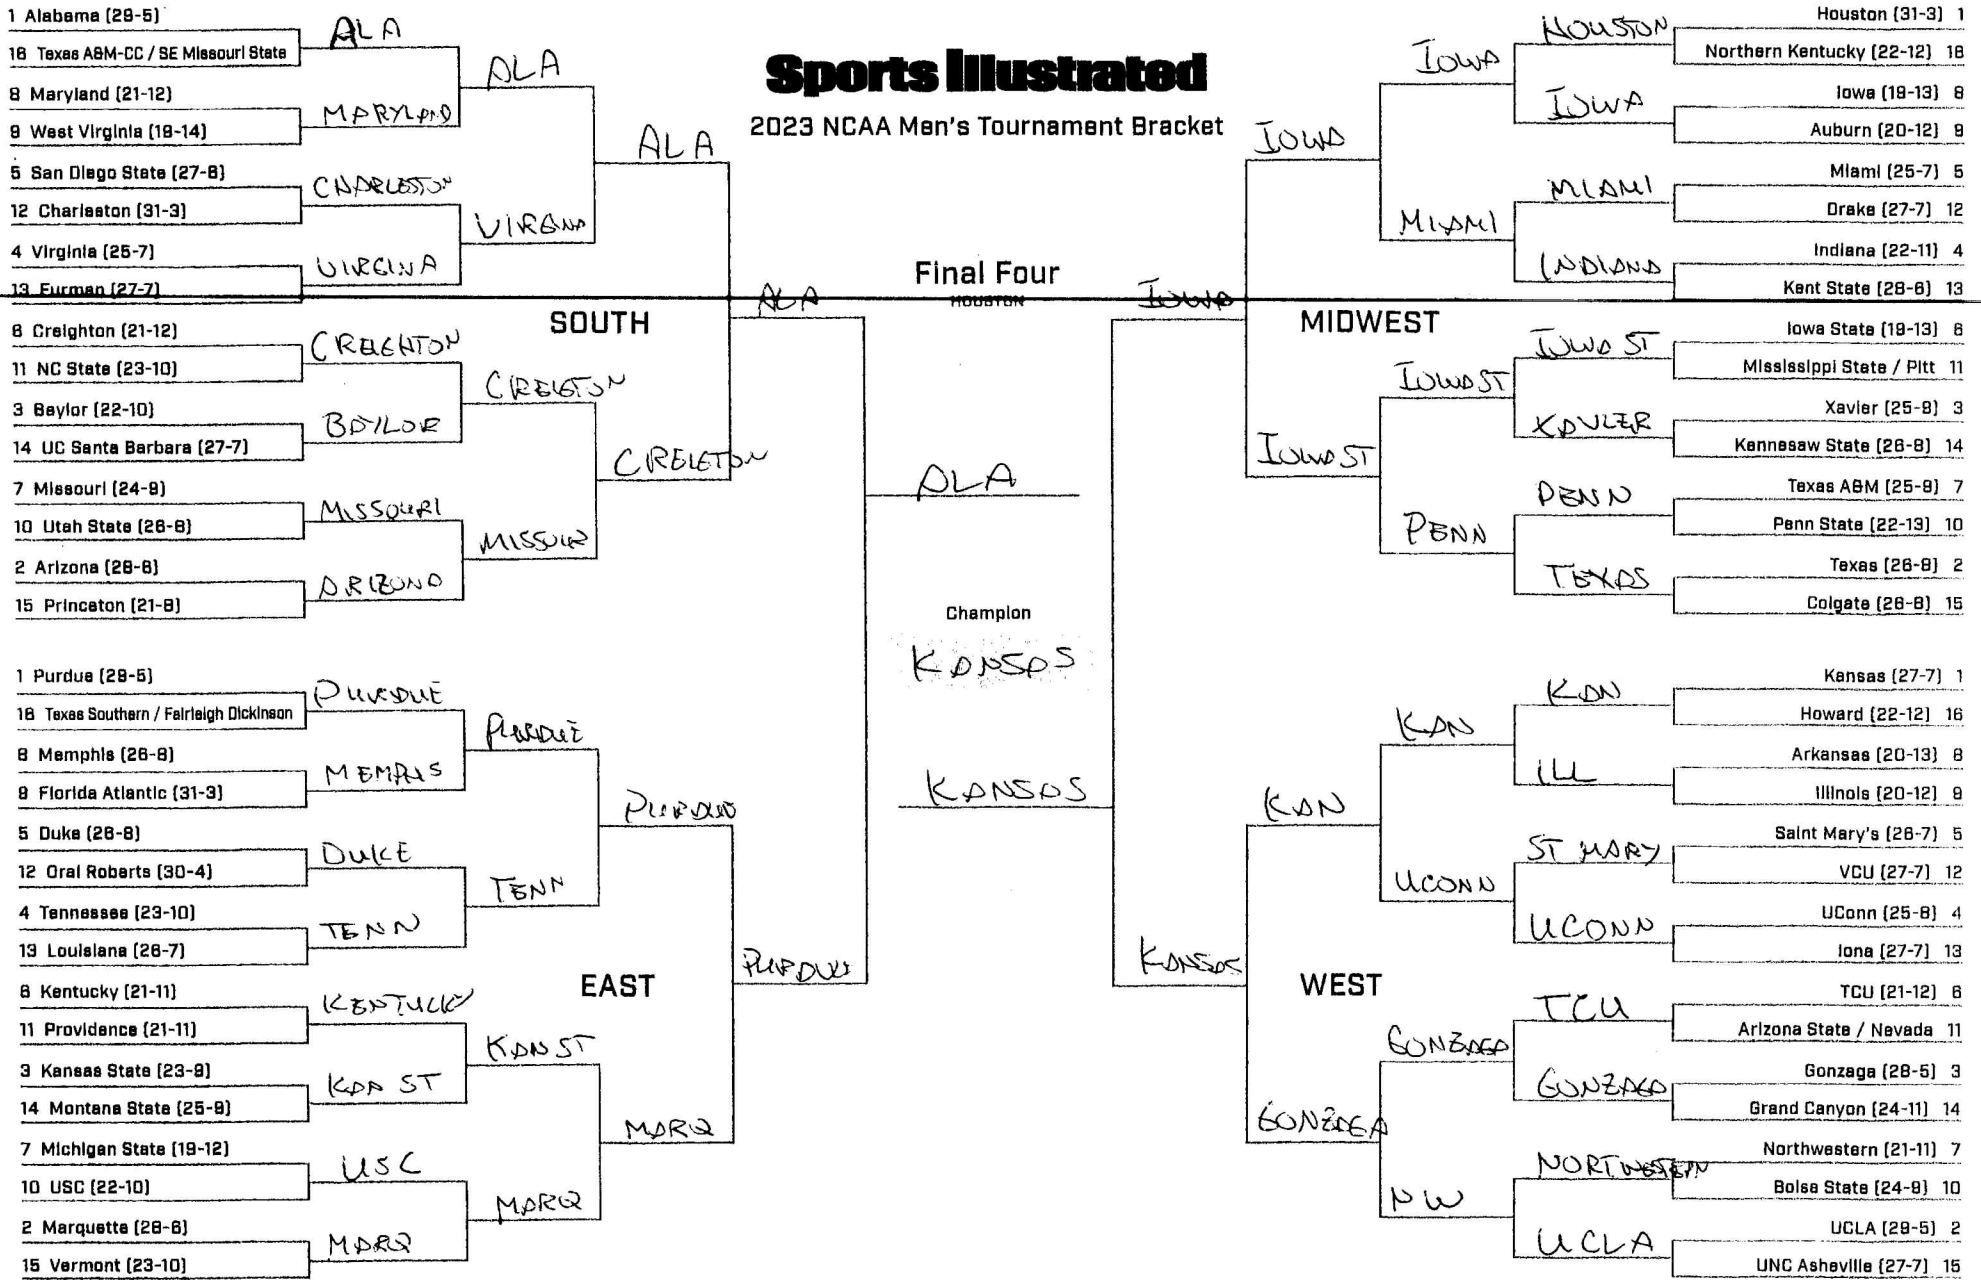 Sports Illustrated
2023 NCAA Men's Tournament Bracket
1 Alabama (29-5)
16 Texas A&M-CC / SE Missouri State
8 Maryland (21-12)
9 West Virginia (19-14)
5 San Diego State (27-6)
12 Charleston (31-3)
4 Virginia (25-7)
13 Furman (27-7)
6 Creighton (21-12)
11 NC State (23-10)
3 Baylor (22-10)
14 UC Santa Barbara (27-7)
7 Missouri (24-9)
10 Utah State (26-8)
2 Arizona (28-6)
15 Princeton (21-8)
ALA
MARYLAND
CHARLESTON
VIRGINA
CREIGHTON
BAYLOR
MISSOURI
ARIZONA
ALA
VIRGINA
CREIGTON
MISSOUR
ALA
CREIGTON
ALA
SOUTH
1 Purdue (29-5)
16 Texas Southern / Fairleigh Dickinson
8 Memphis (26-8)
9 Florida Atlantic (31-3)
5 Duke (26-8)
12 Oral Roberts (30-4)
4 Tennessee (23-10)
13 Louisiana (26-7)
6 Kentucky (21-11)
11 Providence (21-11)
3 Kansas State (23-9)
14 Montana State (25-9)
7 Michigan State (19-12)
10 USC (22-10)
2 Marquette (28-6)
15 Vermont (23-10)
PURDUE
MEMPHIS
DUKE
TENN
KENTUCKY
KAN ST
USC
MARQ
PURDUE
TENN
KAN ST
MARQ
PURDUE
MARQ
PURDUE
EAST
Final Four
HOUSTON
ALA
Champion
KANSAS
KANSAS
Houston (31-3) 1
Northern Kentucky (22-12) 16
Iowa (19-13) 8
Auburn (20-12) 9
Miami (25-7) 5
Drake (27-7) 12
Indiana (22-11) 4
Kent State (28-6) 13
Iowa State (19-13) 6
Mississippi State / Pitt 11
Xavier (25-9) 3
Kennesaw State (26-8) 14
Texas A&M (25-9) 7
Penn State (22-13) 10
Texas (26-8) 2
Colgate (26-8) 15
HOUSTON
IOWA
MIAMI
INDIANA
IOWA ST
XAVIER
PENN
TEXAS
IOWA
MIAMI
IOWA ST
PENN
IOWA
IOWA ST
IOWA
MIDWEST
Kansas (27-7) 1
Howard (22-12) 16
Arkansas (20-13) 8
Illinois (20-12) 9
Saint Mary's (26-7) 5
VCU (27-7) 12
UConn (25-8) 4
Iona (27-7) 13
TCU (21-12) 6
Arizona State / Nevada 11
Gonzaga (28-5) 3
Grand Canyon (24-11) 14
Northwestern (21-11) 7
Boise State (24-9) 10
UCLA (29-5) 2
UNC Asheville (27-7) 15
KAN
ILL
ST MARY
UCONN
TCU
GONZAGA
NORTWESTERN
UCLA
KAN
UCONN
GONZAGA
NW
KAN
GONZAGA
KANSAS
WEST